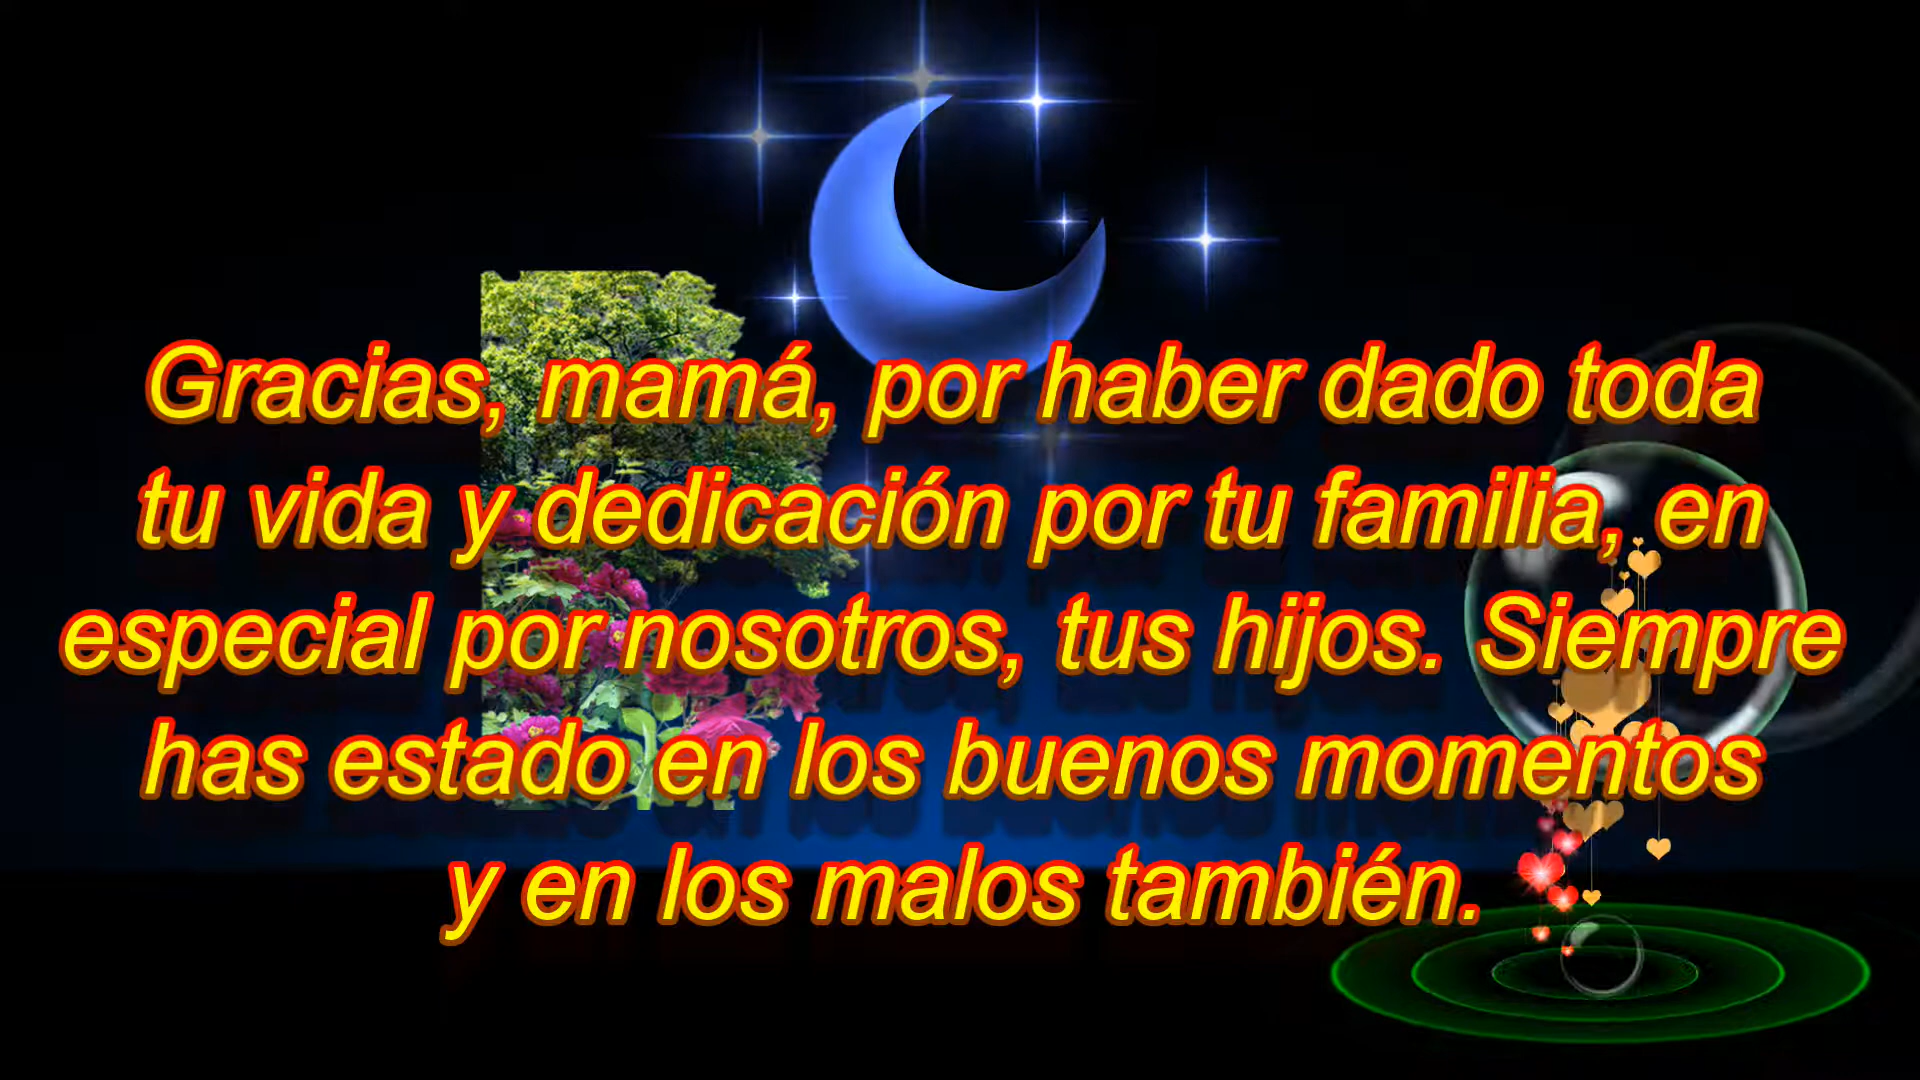 Gracias, mamá, por haber dado toda
tu vida y dedicación por tu familia, en
especial por nosotros, tus hijos. Siempre
has estado en los buenos momentos
y en los malos también.